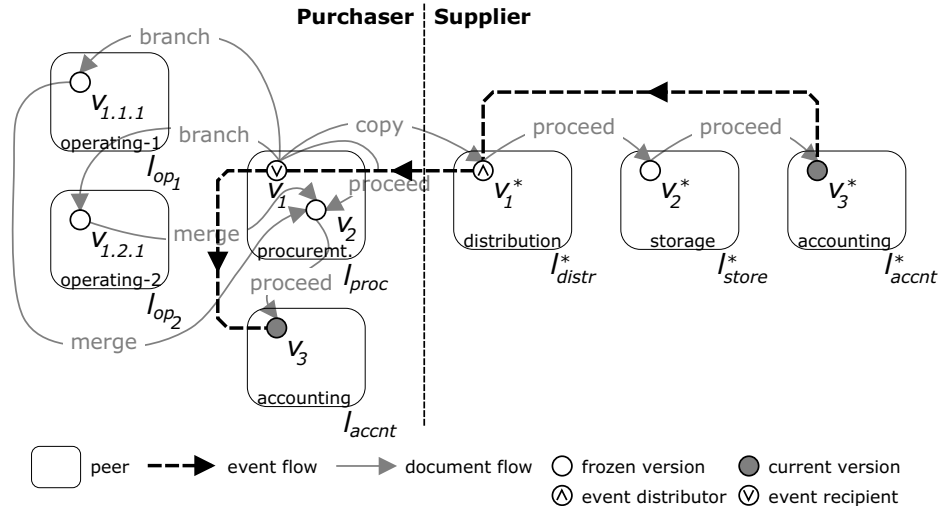 Purchaser Supplier
branch
V1.1.1
operating-1
lop1
branch
copy
proceed
proceed
V1
proceed
V2
procuremt.
lproc
V1*
distribution
l*distr
V2*
storage
l*store
V3*
accounting
l*accnt
V1.2.1
operating-2
lop2
merge
merge
proceed
V3
accounting
laccnt
peer event flow document flow frozen version current version
event distributor event recipient